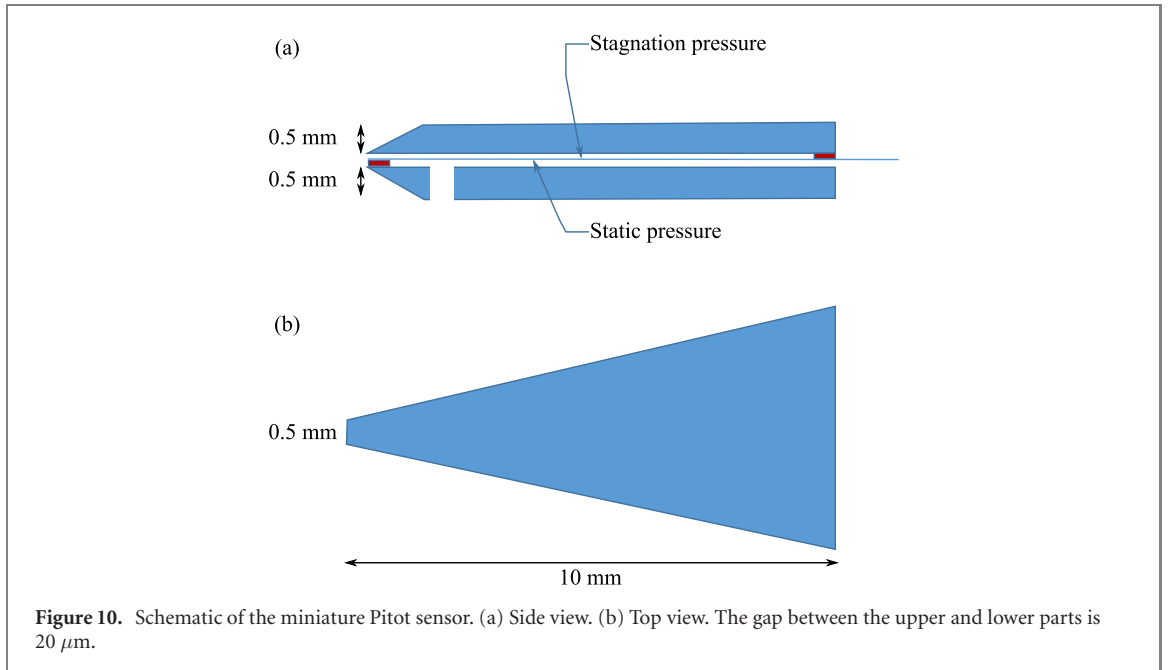 (a)
Stagnation pressure
0.5 mm
0.5 mm
Static pressure
(b)
0.5 mm
10 mm
Figure 10. Schematic of the miniature Pitot sensor. (a) Side view. (b) Top view. The gap between the upper and lower parts is
20 μm.